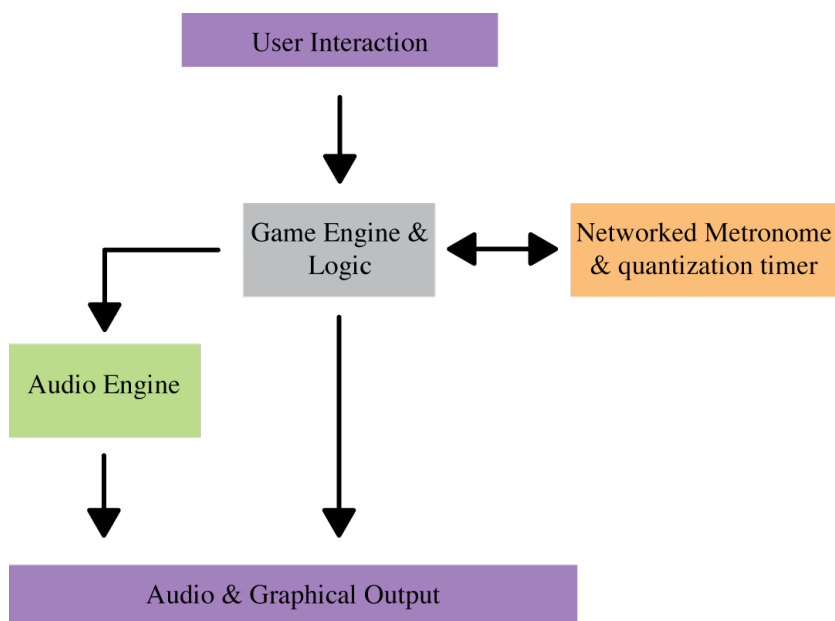 User Interaction
Game Engine &
Logic
Networked Metronome
& quantization timer
Audio Engine
Audio & Graphical Output